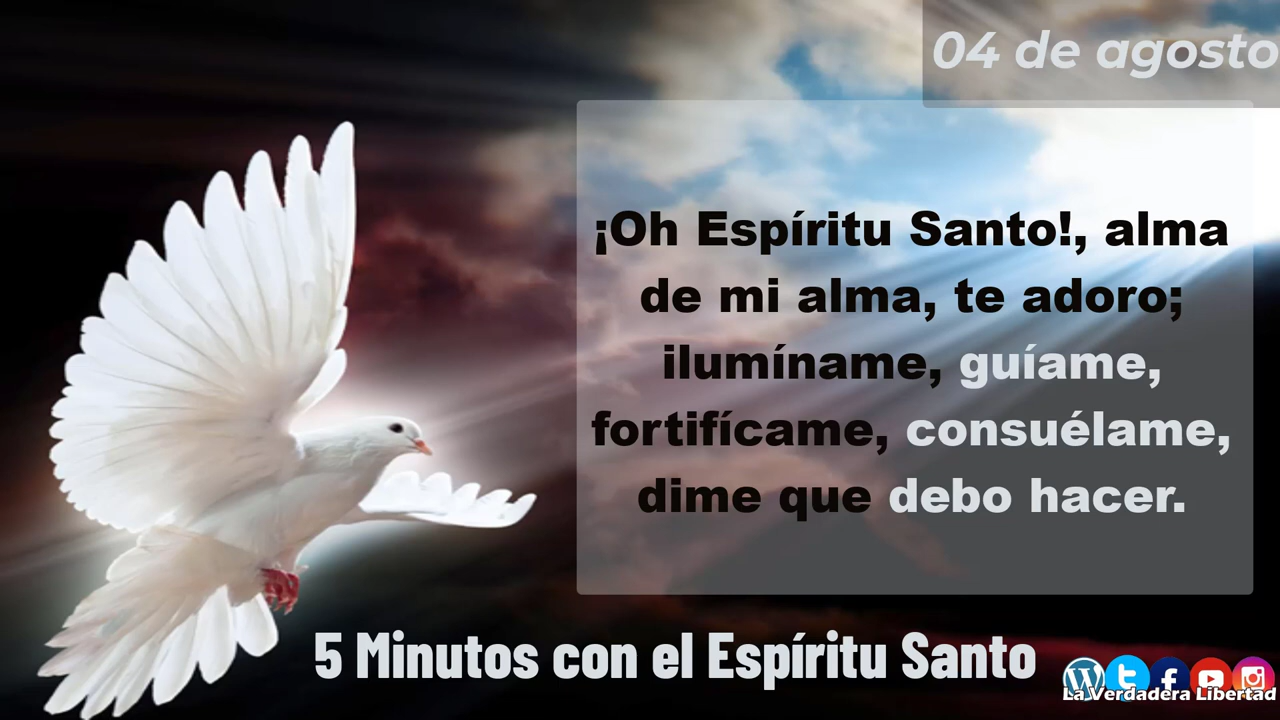 04 de agosto
¡Oh Espíritu Santo!, alma
de mi alma, te adoro;
ilumíname, guíame,
fortifícame, consuélame,
dime que debo hacer.
5 Minutos con el Espíritu Santo
La Verdadera Libertad